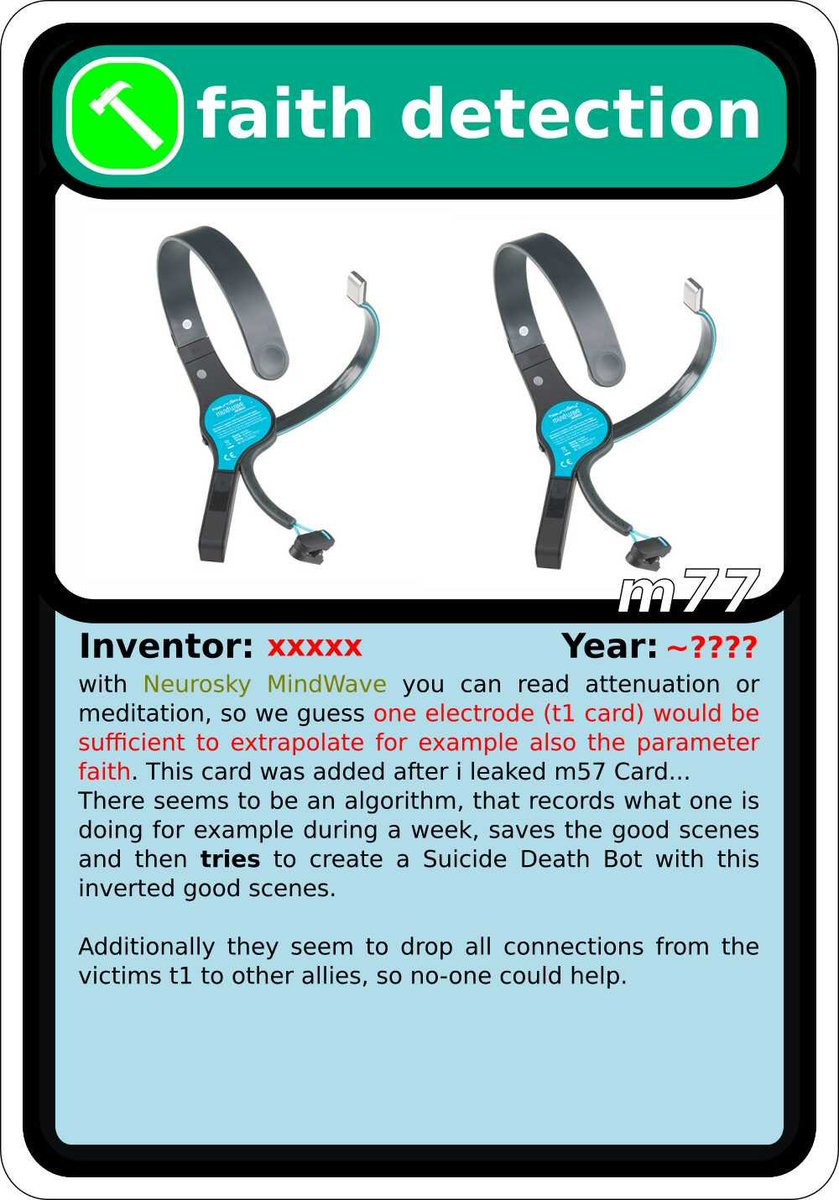 faith detection
mindwave
mindwave
m77
Inventor: xxxxx Year: ~????
with Neurosky MindWave you can read attenuation or
meditation, so we guess one electrode (t1 card) would be
sufficient to extrapolate for example also the parameter
faith. This card was added after i leaked m57 Card...
There seems to be an algorithm, that records what one is
doing for example during a week, saves the good scenes
and then tries to create a Suicide Death Bot with this
inverted good scenes.
Additionally they seem to drop all connections from the
victims t1 to other allies, so no-one could help.